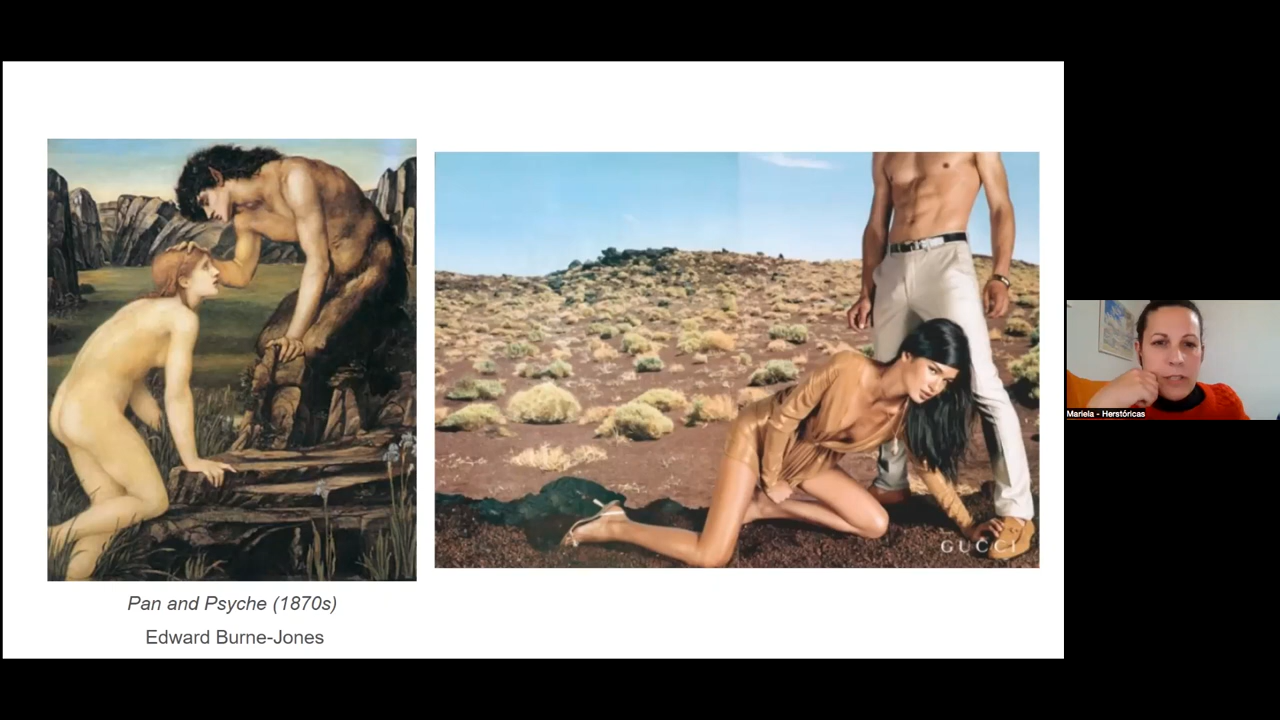 GUCCI
Pan and Psyche (1870s)
Edward Burne-Jones
Mariela - Herstóricas